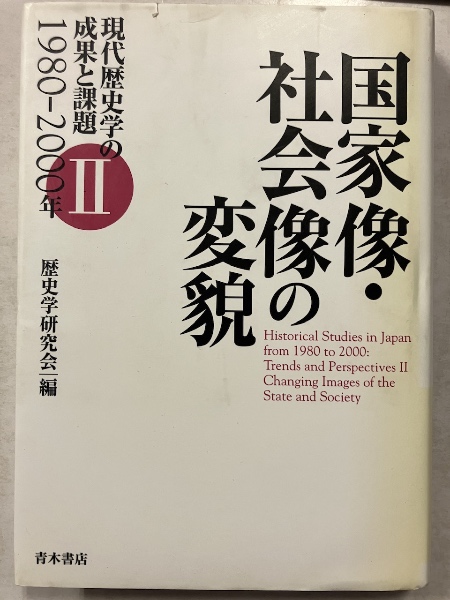 国家像・
社会像の
変貌
Historical Studies in Japan
from 1980 to 2000:
Trends and Perspectives II
Changing Images of the
State and Society
現代歴史学の
成果と課題
1980−2000年
II
歴史学研究会|編
青木書店